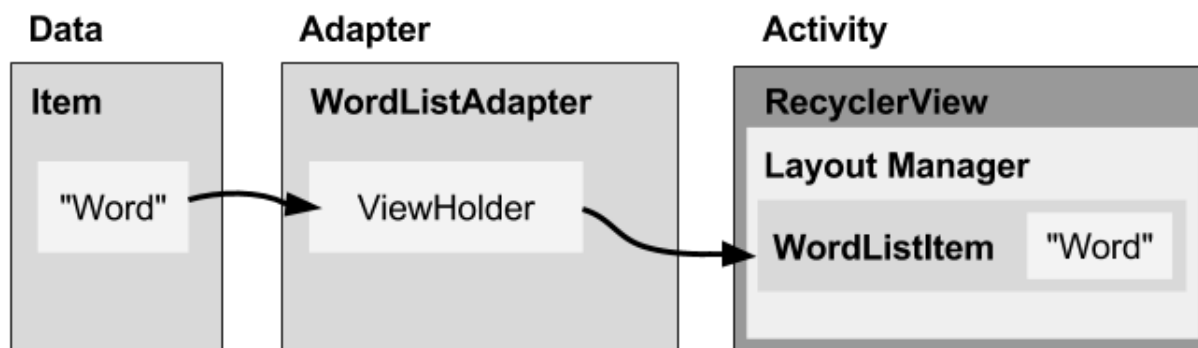 Data
Adapter
Activity
Item
WordListAdapter
RecyclerView
"Word"
ViewHolder
Layout Manager
WordListItem
"Word"